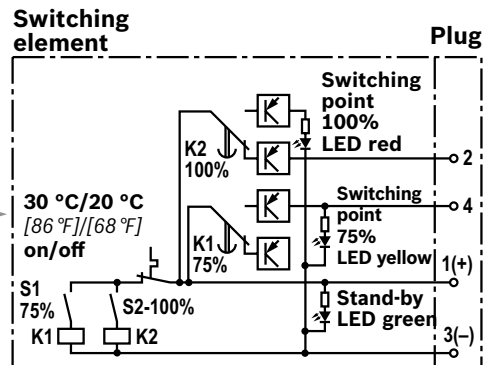 Switching
element
Plug
Switching
point
100%
LED red
K2
100%
2
30 °C/20 °C
[86 °F]/[68 °F]
on/off
4
Switching
point
75%
LED yellow
K1
75%
1(+)
S1
75%
S2-100%
Stand-by
LED green
K1
K2
3(–)